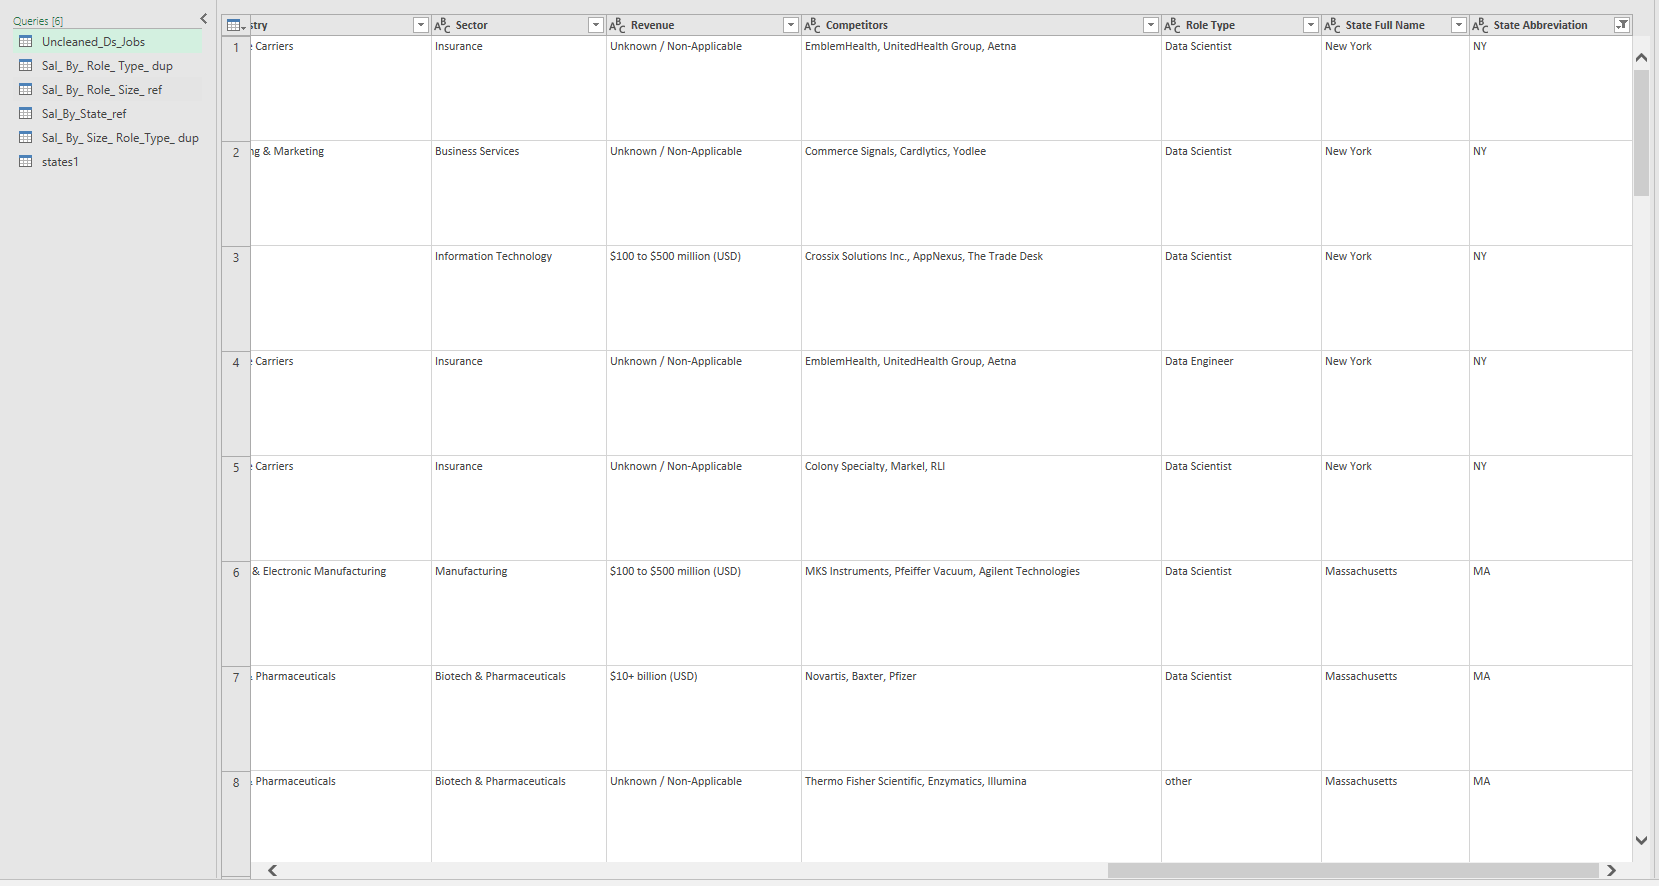 Queries [6]
Uncleaned_Ds_Jobs
Sal_ By_ Role_ Type_ dup
Sal_ By_ Role_ Size_ ref
Sal_By_State_ref
Sal_ By_ Size_ Role_Type_ dup
states1
stry ABC Sector ABC Revenue ABC Competitors ABC Role Type ABC State Full Name ABC State Abbreviation
1 Carriers Insurance Unknown / Non-Applicable EmblemHealth, UnitedHealth Group, Aetna Data Scientist New York NY
2 ng & Marketing Business Services Unknown / Non-Applicable Commerce Signals, Cardlytics, Yodlee Data Scientist New York NY
3 Information Technology $100 to $500 million (USD) Crossix Solutions Inc., AppNexus, The Trade Desk Data Scientist New York NY
4 Carriers Insurance Unknown / Non-Applicable EmblemHealth, UnitedHealth Group, Aetna Data Engineer New York NY
5 Carriers Insurance Unknown / Non-Applicable Colony Specialty, Markel, RLI Data Scientist New York NY
6 & Electronic Manufacturing Manufacturing $100 to $500 million (USD) MKS Instruments, Pfeiffer Vacuum, Agilent Technologies Data Scientist Massachusetts MA
7 Pharmaceuticals Biotech & Pharmaceuticals $10+ billion (USD) Novartis, Baxter, Pfizer Data Scientist Massachusetts MA
8 Pharmaceuticals Biotech & Pharmaceuticals Unknown / Non-Applicable Thermo Fisher Scientific, Enzymatics, Illumina other Massachusetts MA